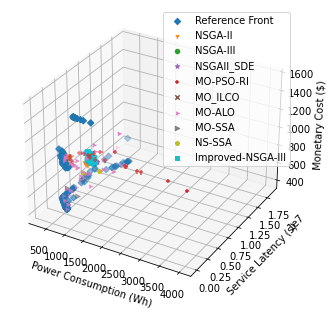 Reference Front
NSGA-II
NSGA-III
NSGAII_SDE
MO-PSO-RI
MO_ILCO
MO-ALO
MO-SSA
NS-SSA
Improved-NSGA-III
1600
1400
1200
1000
800
600
400
Monetary Cost ($)
500
1000
1500
2000
2500
3000
3500
4000
Power Consumption (Wh)
0.00
0.25
0.50
0.75
1.00
1.25
1.50
1.75
Service Latency (s)